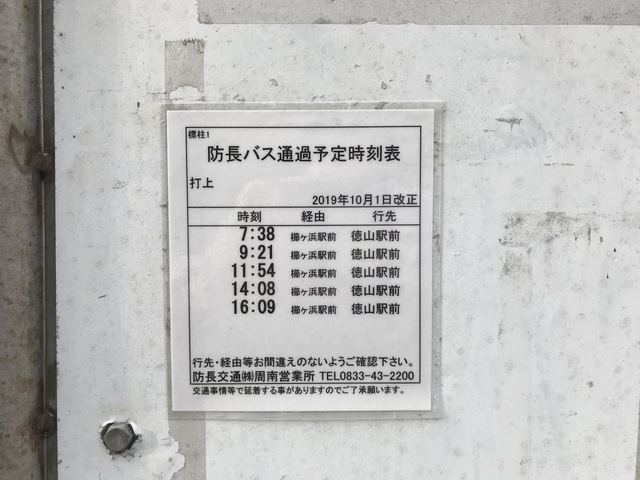 標柱1
防長バス通過予定時刻表
打上
2019年10月1日改正
時刻 経由 行先
7:38 櫛ヶ浜駅前 徳山駅前
9:21 櫛ヶ浜駅前 徳山駅前
11:54 櫛ヶ浜駅前 徳山駅前
14:08 櫛ヶ浜駅前 徳山駅前
16:09 櫛ヶ浜駅前 徳山駅前
行先・経由等お間違えのないようご確認下さい。
防長交通㈱周南営業所 TEL0833-43-2200
交通事情等で延着する事がありますのでご了承願います。